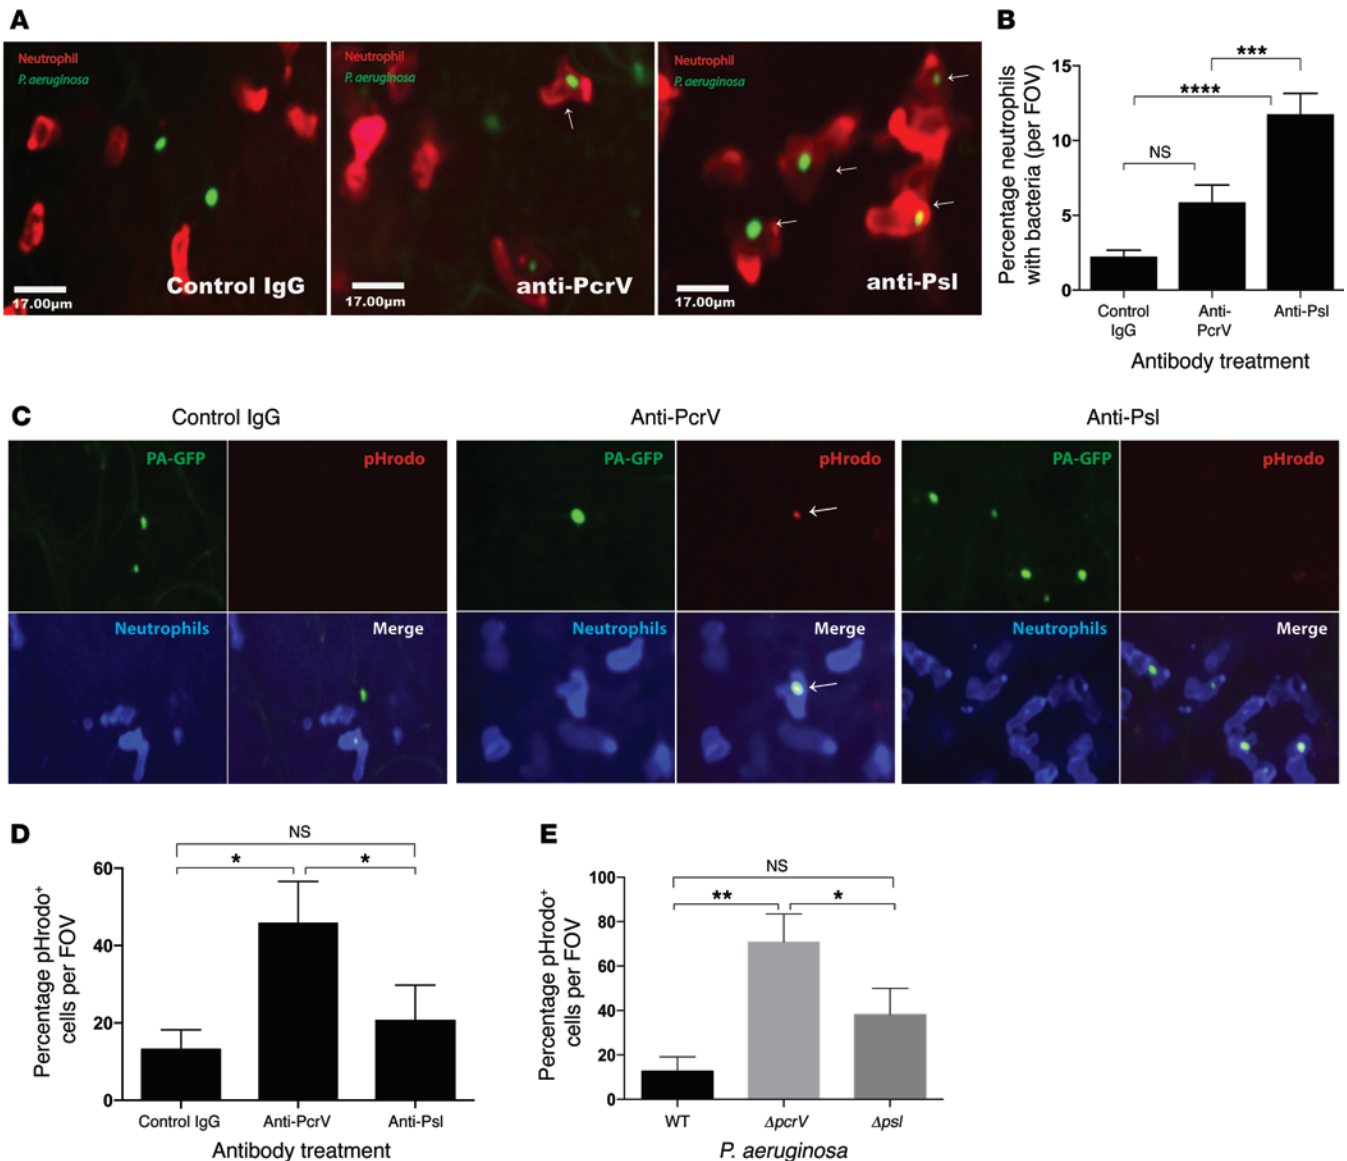 A
Neutrophil
P. aeruginosa
Control IgG
17.00µm
Neutrophil
P. aeruginosa
anti-PcrV
17.00µm
Neutrophil
P. aeruginosa
anti-Psl
17.00µm
B
Percentage neutrophils
with bacteria (per FOV)
15
10
5
0
***
****
NS
Control
IgG
Anti-
PcrV
Anti-Psl
Antibody treatment
C
Control IgG
PA-GFP
pHrodo
Neutrophils
Merge
Anti-PcrV
PA-GFP
pHrodo
Neutrophils
Merge
Anti-Psl
PA-GFP
pHrodo
Neutrophils
Merge
D
Percentage pHrodo⁺
cells per FOV
60
40
20
0
NS
*
*
Control IgG
Anti-PcrV
Anti-Psl
Antibody treatment
E
Percentage pHrodo⁺
cells per FOV
100
80
60
40
20
0
NS
**
*
WT
ΔpcrV
Δpsl
P. aeruginosa